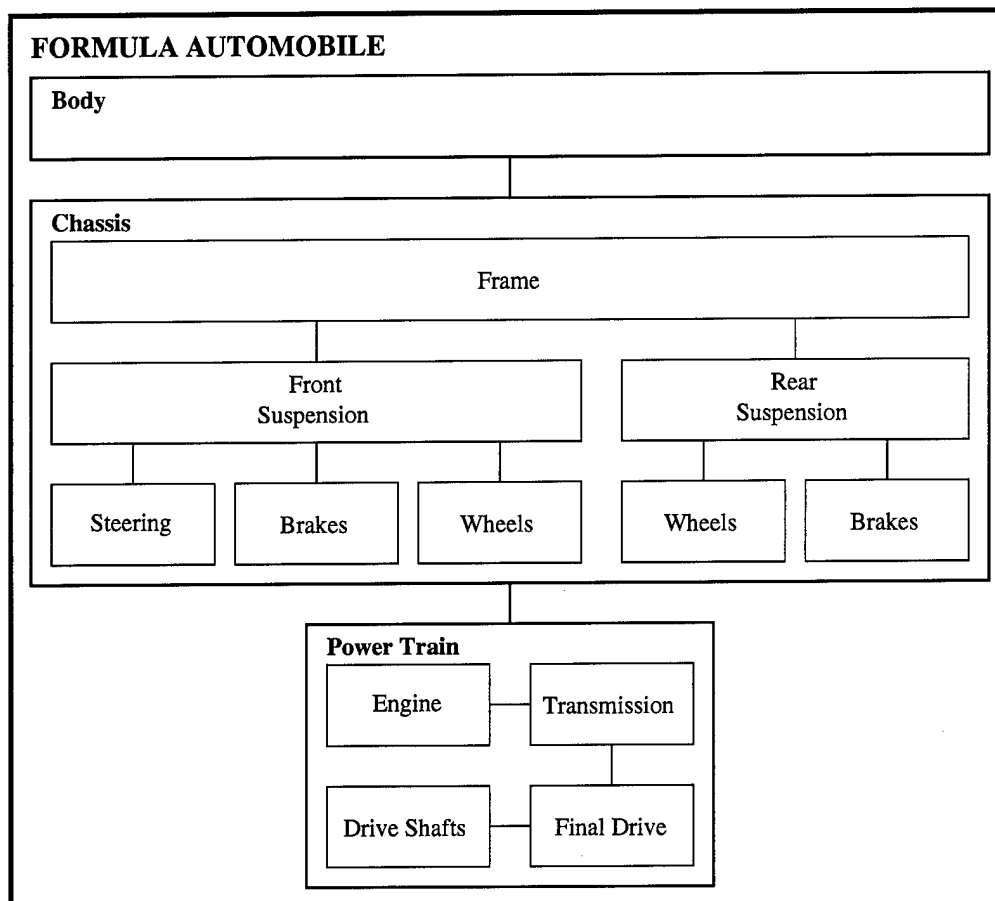 FORMULA AUTOMOBILE
Body
Chassis
Frame
Front
Suspension
Rear
Suspension
Steering
Brakes
Wheels
Wheels
Brakes
Power Train
Engine
Transmission
Drive Shafts
Final Drive